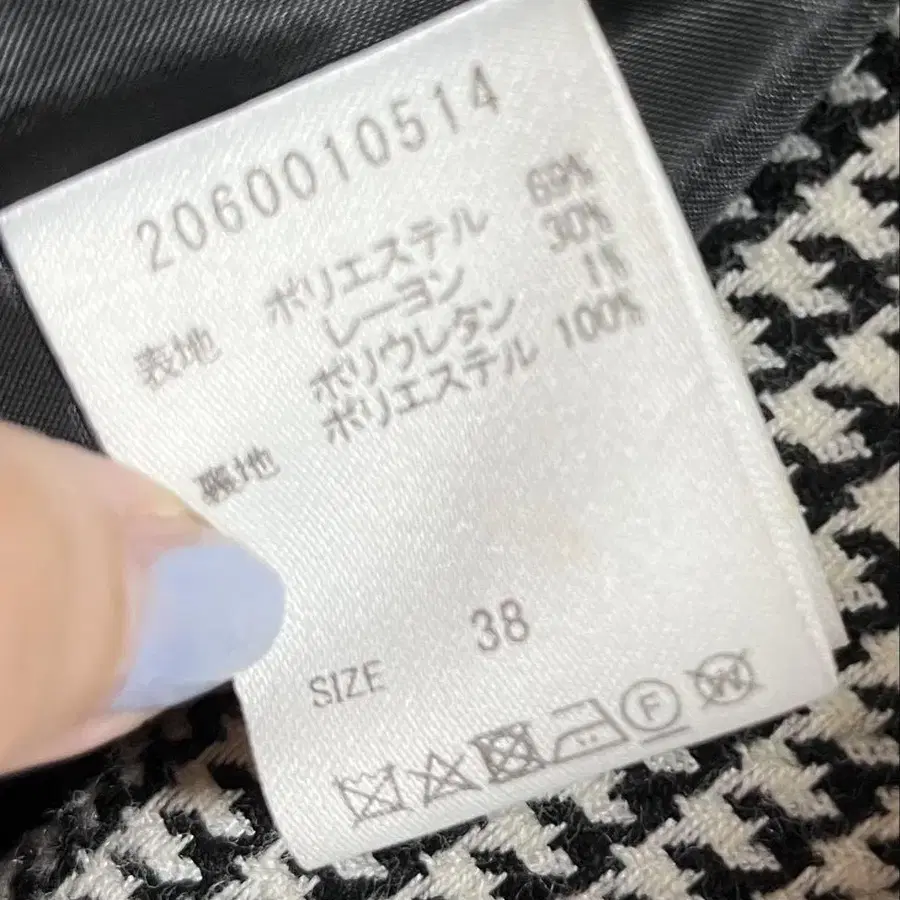 2060010514
表地 ポリエステル 69%
レーヨン 30%
ポリウレタン 1%
裏地 ポリエステル 100%
SIZE 38
F W